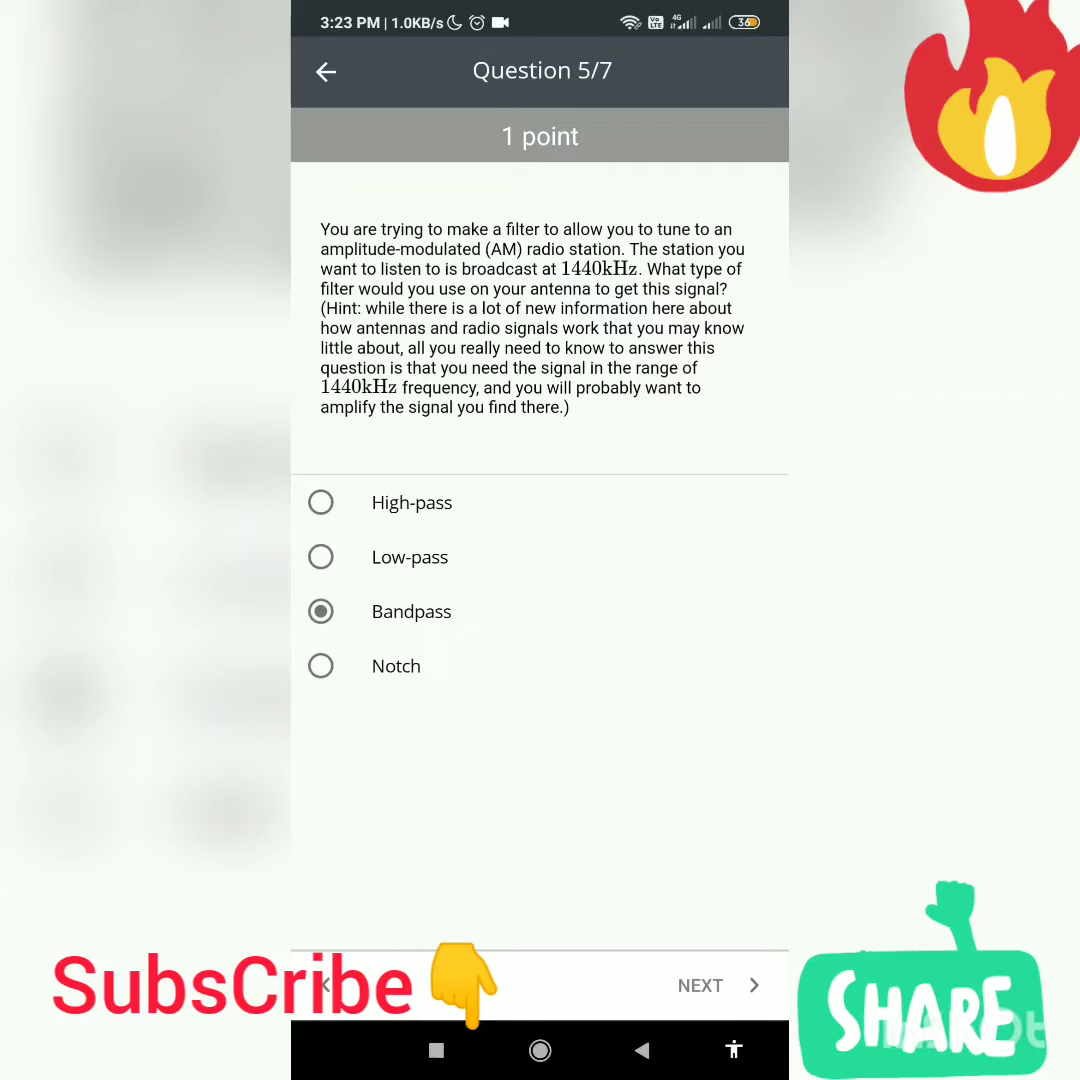 3:23 PM | 1.0KB/s
Vo LTE 4G 36
Question 5/7
1 point
You are trying to make a filter to allow you to tune to an
amplitude-modulated (AM) radio station. The station you
want to listen to is broadcast at 1440kHz. What type of
filter would you use on your antenna to get this signal?
(Hint: while there is a lot of new information here about
how antennas and radio signals work that you may know
little about, all you really need to know to answer this
question is that you need the signal in the range of
1440kHz frequency, and you will probably want to
amplify the signal you find there.)
High-pass
Low-pass
Bandpass
Notch
SubsCribe
NEXT
SHARE